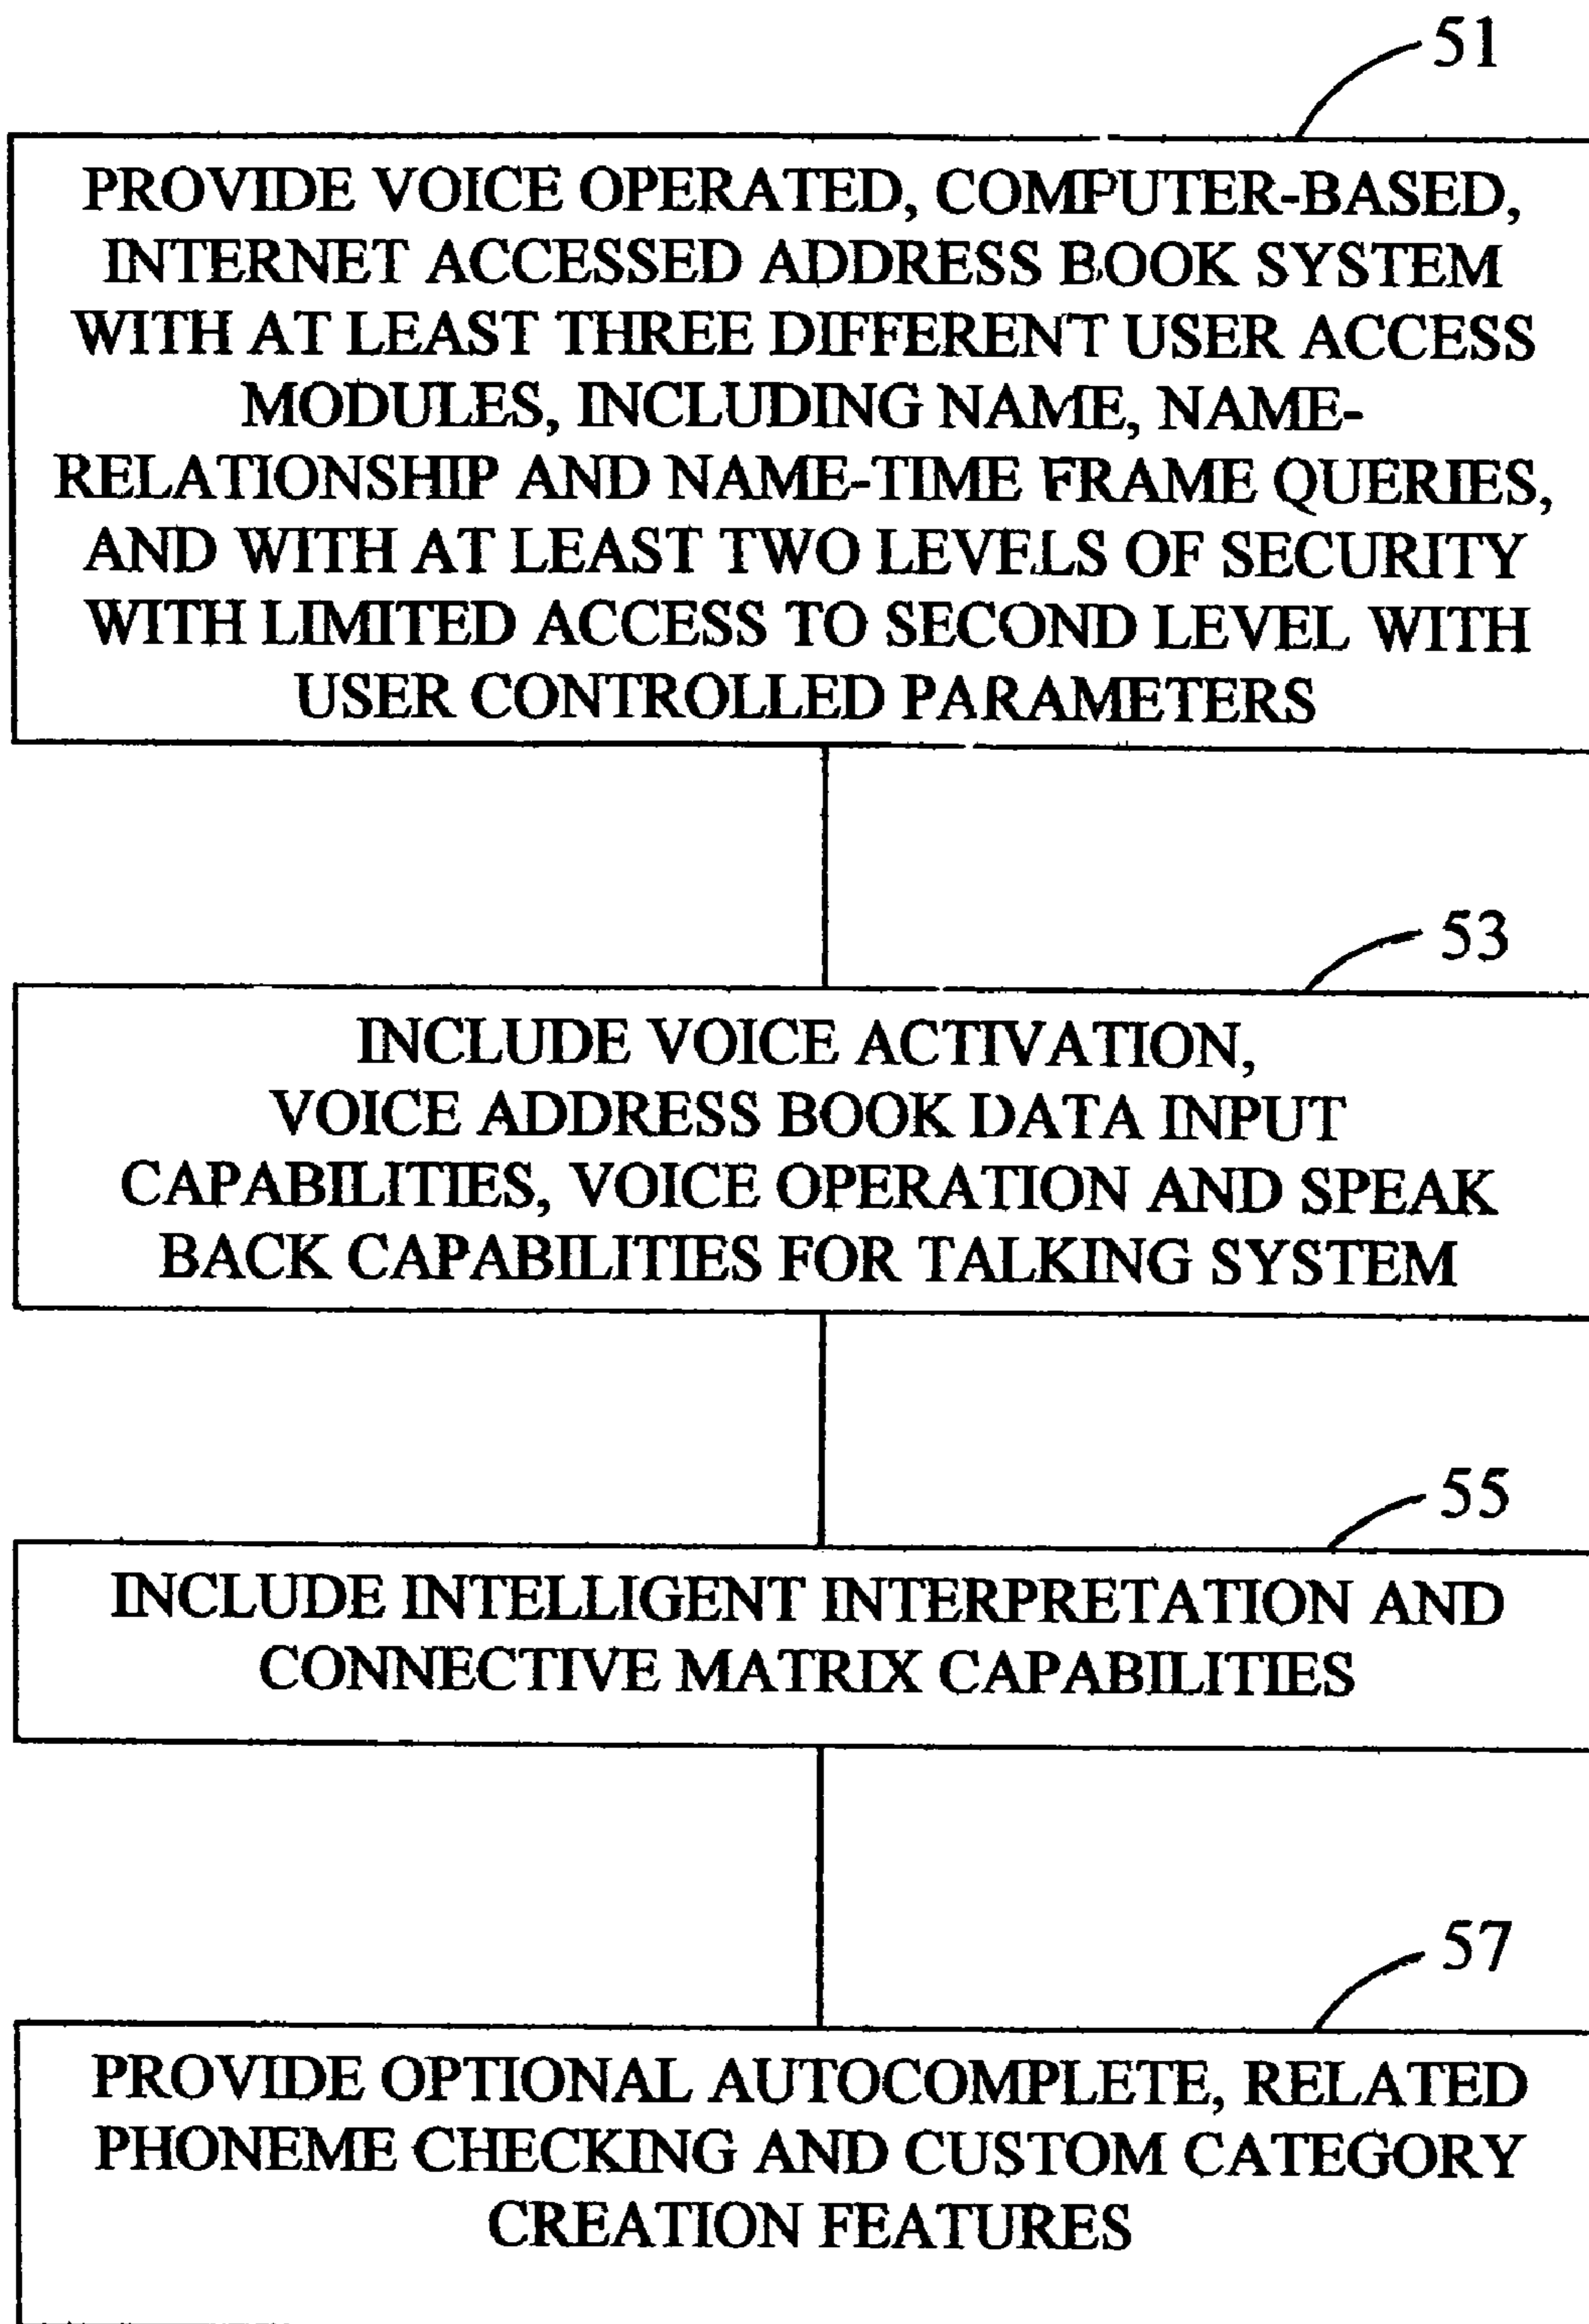 51
PROVIDE VOICE OPERATED, COMPUTER-BASED,
INTERNET ACCESSED ADDRESS BOOK SYSTEM
WITH AT LEAST THREE DIFFERENT USER ACCESS
MODULES, INCLUDING NAME, NAME-
RELATIONSHIP AND NAME-TIME FRAME QUERIES,
AND WITH AT LEAST TWO LEVELS OF SECURITY
WITH LIMITED ACCESS TO SECOND LEVEL WITH
USER CONTROLLED PARAMETERS
53
INCLUDE VOICE ACTIVATION,
VOICE ADDRESS BOOK DATA INPUT
CAPABILITIES, VOICE OPERATION AND SPEAK
BACK CAPABILITIES FOR TALKING SYSTEM
55
INCLUDE INTELLIGENT INTERPRETATION AND
CONNECTIVE MATRIX CAPABILITIES
57
PROVIDE OPTIONAL AUTOCOMPLETE, RELATED
PHONEME CHECKING AND CUSTOM CATEGORY
CREATION FEATURES